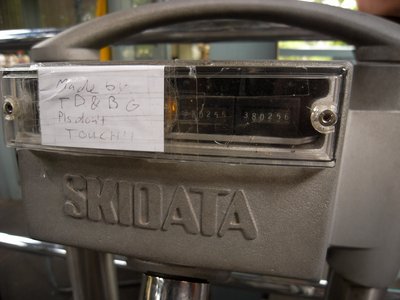 Made by:
TD&BG
Pls don't
TOUCH!!
380256
SKIDATA